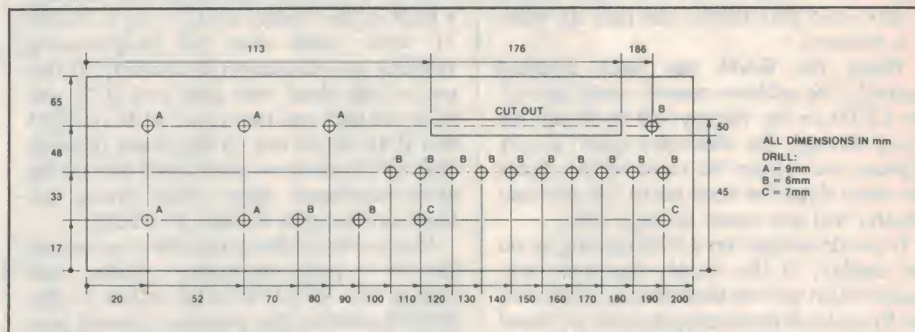 113
176
186
65
A
A
A
CUT OUT
B
50
48
B
B
B
B
B
B
B
B
B
B
ALL DIMENSIONS IN mm
DRILL:
A = 9mm
B = 6mm
C = 7mm
33
45
A
A
B
B
C
C
17
20
52
70
80
90
100
110
120
130
140
150
160
170
180
190
200